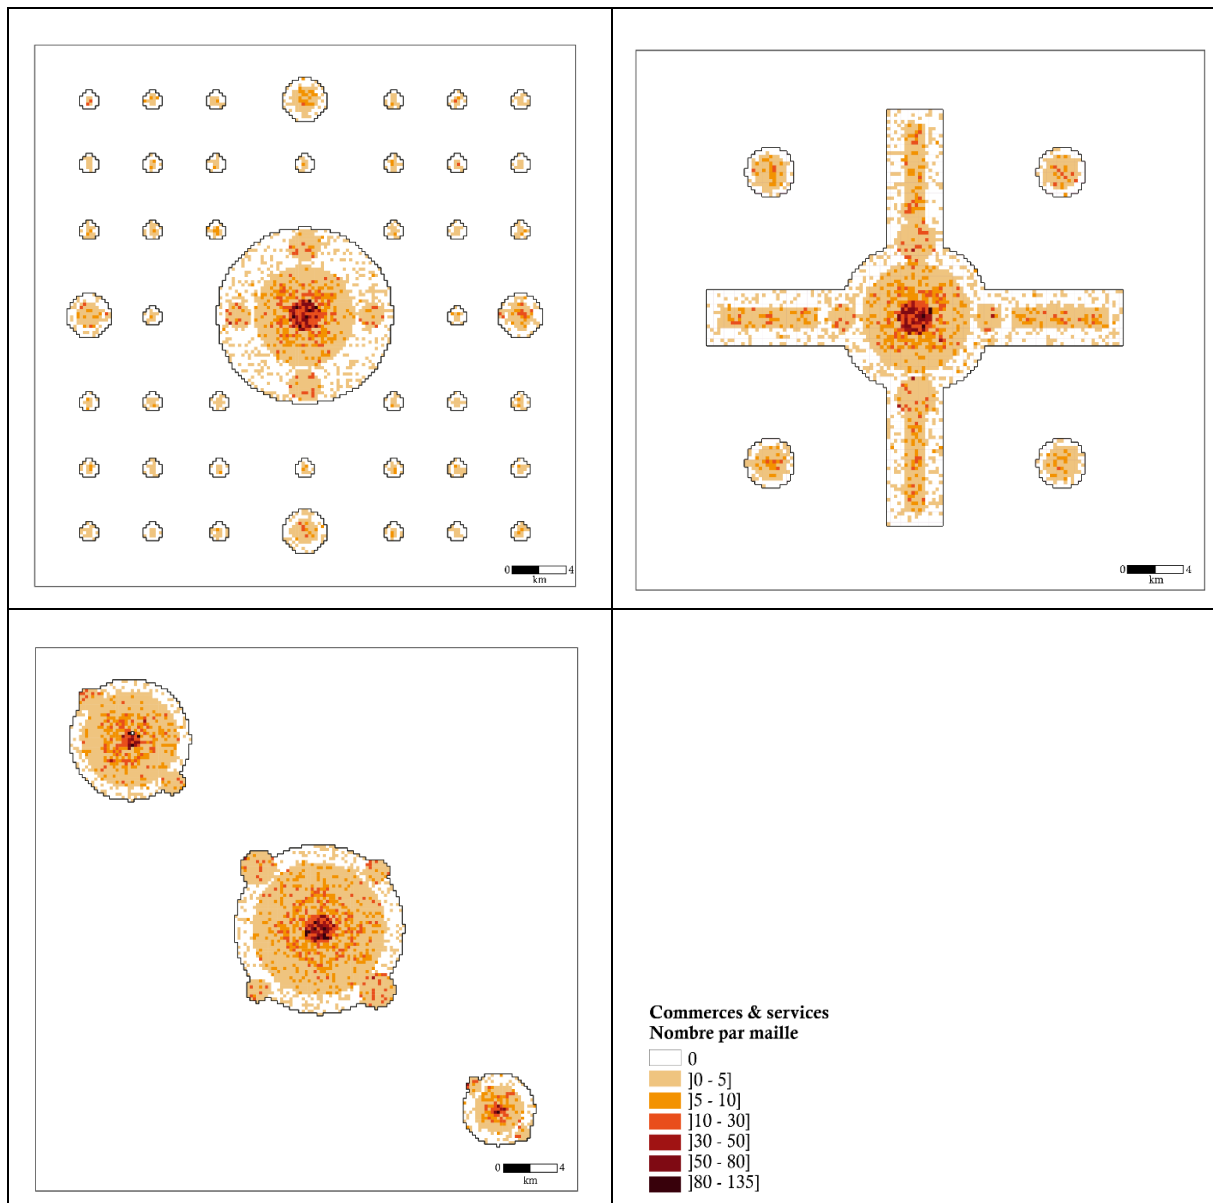 0 4
km
0 4
km
0 4
km
Commerces & services
Nombre par maille
0
]0 - 5]
]5 - 10]
]10 - 30]
]30 - 50]
]50 - 80]
]80 - 135]